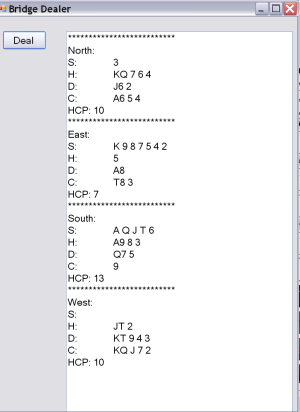 Bridge Dealer
Deal
**************************
North:
S: 3
H: KQ 7 6 4
D: J6 2
C: A6 5 4
HCP: 10
**************************
East:
S: K 9 8 7 5 4 2
H: 5
D: A8
C: T8 3
HCP: 7
**************************
South:
S: A Q J T 6
H: A9 8 3
D: Q7 5
C: 9
HCP: 13
**************************
West:
S:
H: JT 2
D: KT 9 4 3
C: KQ J 7 2
HCP: 10